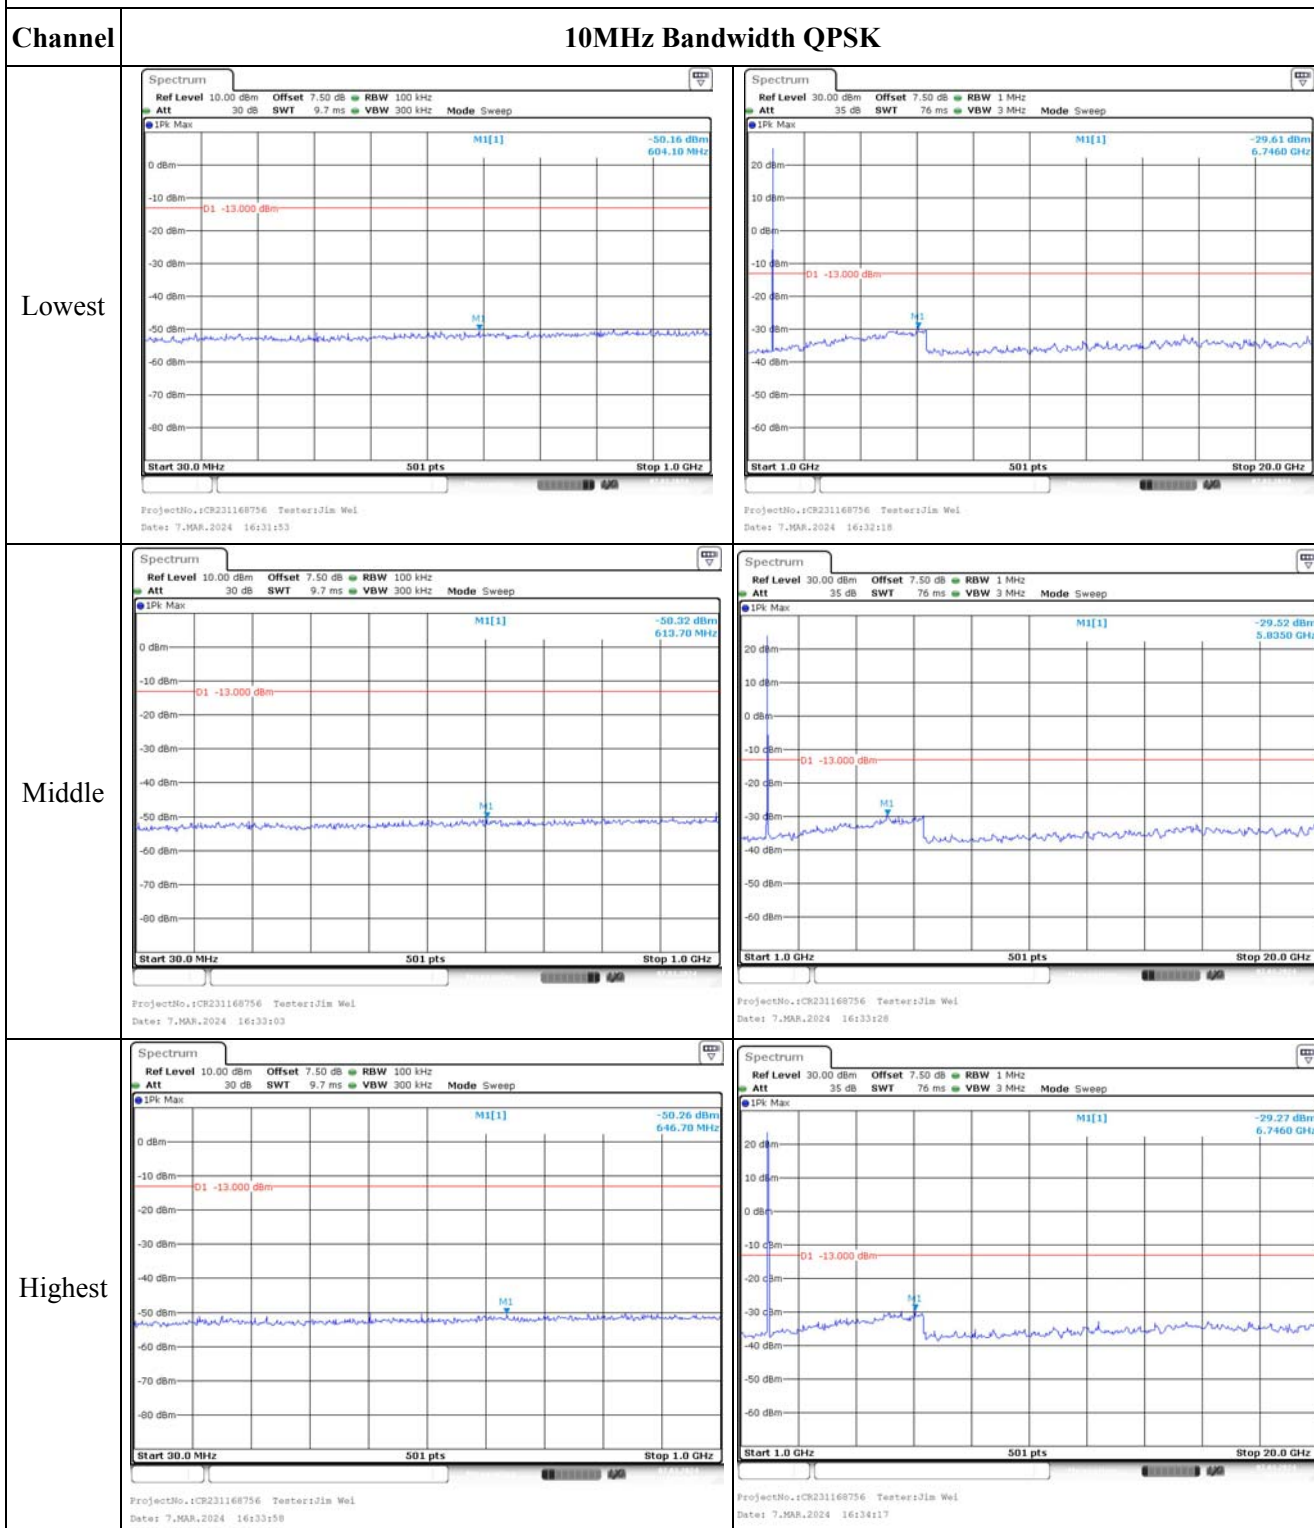 Channel 10MHz Bandwidth QPSK
Lowest
Spectrum
Ref Level 10.00 dBm Offset 7.50 dB RBW 100 kHz
Att 30 dB SWT 9.7 ms VBW 300 kHz Mode Sweep
1Pk Max
M1[1] -50.16 dBm
604.10 MHz
0 dBm
-10 dBm
D1 -13.000 dBm
-20 dBm
-30 dBm
-40 dBm
M1
-50 dBm
-60 dBm
-70 dBm
-80 dBm
Start 30.0 MHz 501 pts Stop 1.0 GHz
ProjectNo.:CR231168756 Tester:Jim Wei
Date: 7.MAR.2024 16:31:53
Spectrum
Ref Level 30.00 dBm Offset 7.50 dB RBW 1 MHz
Att 35 dB SWT 76 ms VBW 3 MHz Mode Sweep
1Pk Max
M1[1] -29.61 dBm
6.7460 GHz
20 dBm
10 dBm
0 dBm
-10 dBm
D1 -13.000 dBm
-20 dBm
M1
-30 dBm
-40 dBm
-50 dBm
-60 dBm
Start 1.0 GHz 501 pts Stop 20.0 GHz
ProjectNo.:CR231168756 Tester:Jim Wei
Date: 7.MAR.2024 16:32:18
Middle
Spectrum
Ref Level 10.00 dBm Offset 7.50 dB RBW 100 kHz
Att 30 dB SWT 9.7 ms VBW 300 kHz Mode Sweep
1Pk Max
M1[1] -50.32 dBm
613.70 MHz
0 dBm
-10 dBm
D1 -13.000 dBm
-20 dBm
-30 dBm
-40 dBm
M1
-50 dBm
-60 dBm
-70 dBm
-80 dBm
Start 30.0 MHz 501 pts Stop 1.0 GHz
ProjectNo.:CR231168756 Tester:Jim Wei
Date: 7.MAR.2024 16:33:03
Spectrum
Ref Level 30.00 dBm Offset 7.50 dB RBW 1 MHz
Att 35 dB SWT 76 ms VBW 3 MHz Mode Sweep
1Pk Max
M1[1] -29.52 dBm
5.8350 GHz
20 dBm
10 dBm
0 dBm
-10 dBm
D1 -13.000 dBm
-20 dBm
M1
-30 dBm
-40 dBm
-50 dBm
-60 dBm
Start 1.0 GHz 501 pts Stop 20.0 GHz
ProjectNo.:CR231168756 Tester:Jim Wei
Date: 7.MAR.2024 16:33:28
Highest
Spectrum
Ref Level 10.00 dBm Offset 7.50 dB RBW 100 kHz
Att 30 dB SWT 9.7 ms VBW 300 kHz Mode Sweep
1Pk Max
M1[1] -50.26 dBm
646.70 MHz
0 dBm
-10 dBm
D1 -13.000 dBm
-20 dBm
-30 dBm
-40 dBm
M1
-50 dBm
-60 dBm
-70 dBm
-80 dBm
Start 30.0 MHz 501 pts Stop 1.0 GHz
ProjectNo.:CR231168756 Tester:Jim Wei
Date: 7.MAR.2024 16:33:58
Spectrum
Ref Level 30.00 dBm Offset 7.50 dB RBW 1 MHz
Att 35 dB SWT 76 ms VBW 3 MHz Mode Sweep
1Pk Max
M1[1] -29.27 dBm
6.7460 GHz
20 dBm
10 dBm
0 dBm
-10 dBm
D1 -13.000 dBm
-20 dBm
M1
-30 dBm
-40 dBm
-50 dBm
-60 dBm
Start 1.0 GHz 501 pts Stop 20.0 GHz
ProjectNo.:CR231168756 Tester:Jim Wei
Date: 7.MAR.2024 16:34:17